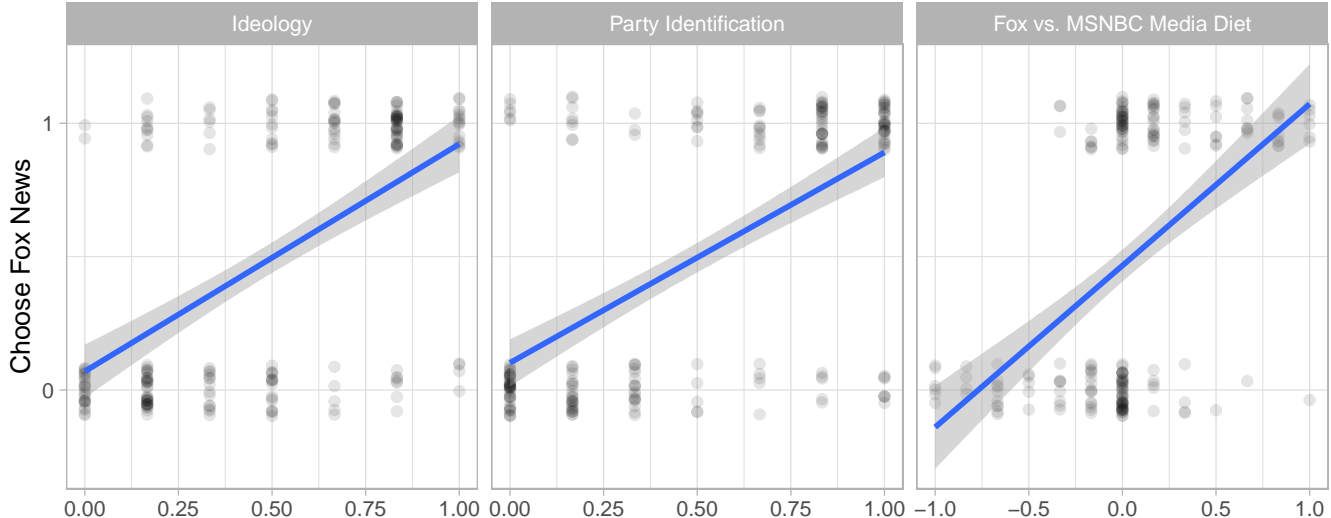 Ideology
Party Identification
Fox vs. MSNBC Media Diet
Choose Fox News
1
0
0.00 0.25 0.50 0.75 1.00
0.00 0.25 0.50 0.75 1.00
−1.0 −0.5 0.0 0.5 1.0